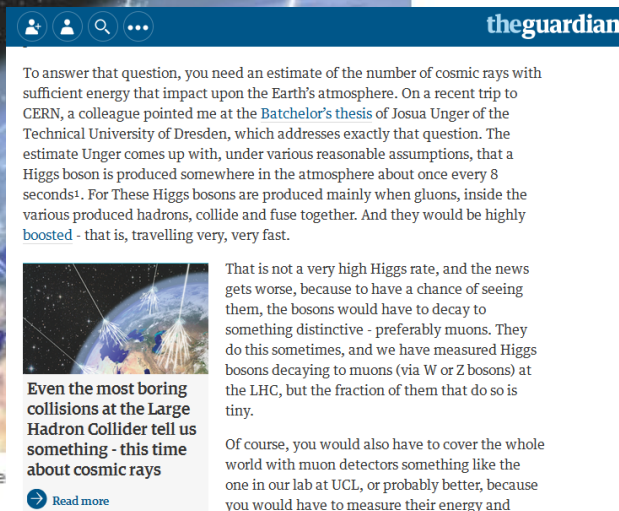 theguardian
To answer that question, you need an estimate of the number of cosmic rays with
sufficient energy that impact upon the Earth's atmosphere. On a recent trip to
CERN, a colleague pointed me at the Batchelor's thesis of Josua Unger of the
Technical University of Dresden, which addresses exactly that question. The
estimate Unger comes up with, under various reasonable assumptions, that a
Higgs boson is produced somewhere in the atmosphere about once every 8
seconds¹. For These Higgs bosons are produced mainly when gluons, inside the
various produced hadrons, collide and fuse together. And they would be highly
boosted - that is, travelling very, very fast.
That is not a very high Higgs rate, and the news
gets worse, because to have a chance of seeing
them, the bosons would have to decay to
something distinctive - preferably muons. They
do this sometimes, and we have measured Higgs
bosons decaying to muons (via W or Z bosons) at
the LHC, but the fraction of them that do so is
tiny.
Even the most boring
collisions at the Large
Hadron Collider tell us
something - this time
about cosmic rays
Read more
Of course, you would also have to cover the whole
world with muon detectors something like the
one in our lab at UCL, or probably better, because
you would have to measure their energy and